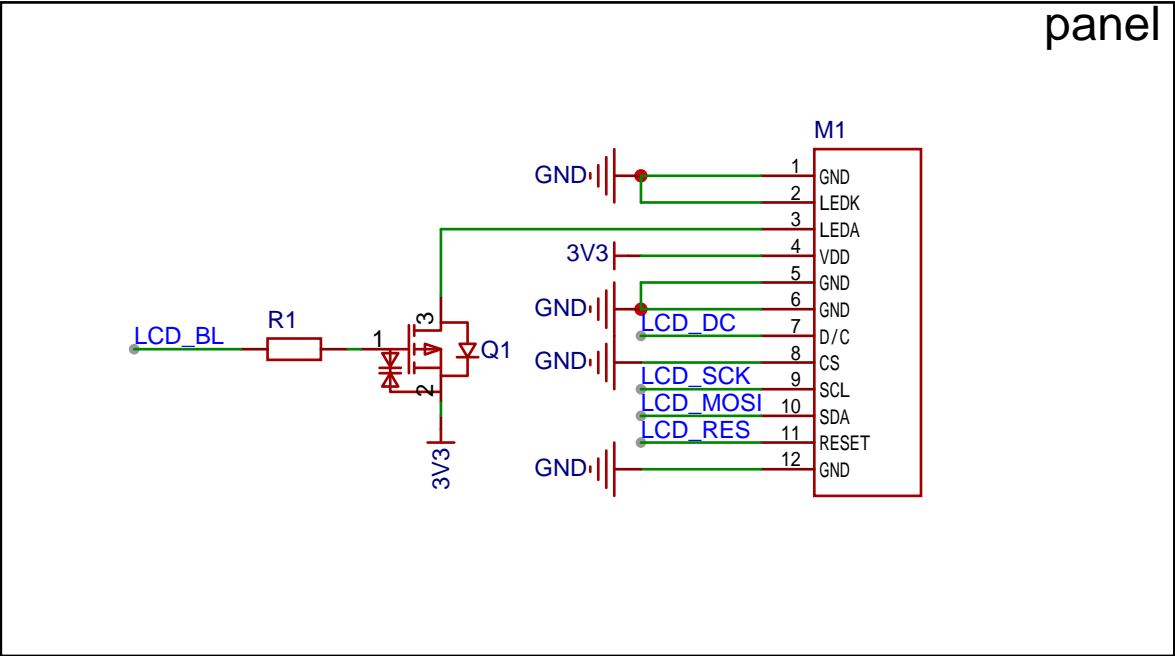 panel
M1
GND 1 GND
2 LEDK
3 LEDA
3V3 4 VDD
5 GND
GND 6 GND
LCD_DC 7 D/C
GND 8 CS
LCD_SCK 9 SCL
LCD_MOSI 10 SDA
LCD_RES 11 RESET
GND 12 GND
LCD_BL
R1
1
3
Q1
2
3V3